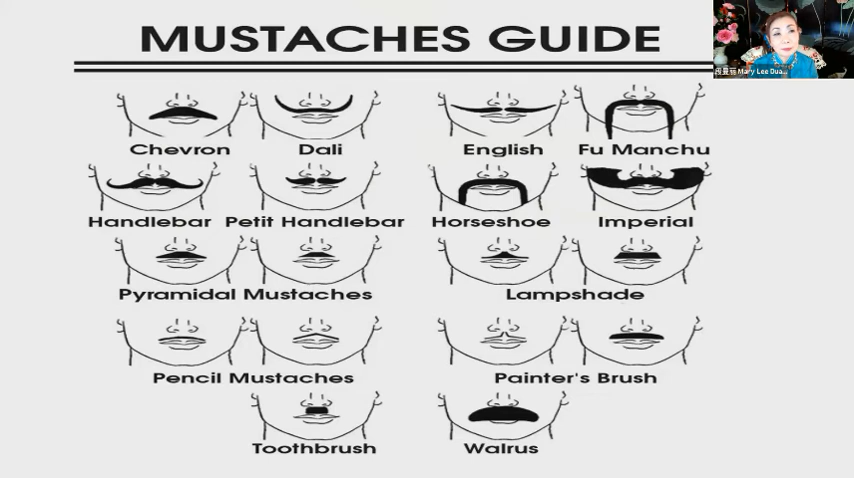 MUSTACHES GUIDE
Mary Lee Dua...
Chevron Dali English Fu Manchu
Handlebar Petit Handlebar Horseshoe Imperial
Pyramidal Mustaches Lampshade
Pencil Mustaches Painter's Brush
Toothbrush Walrus